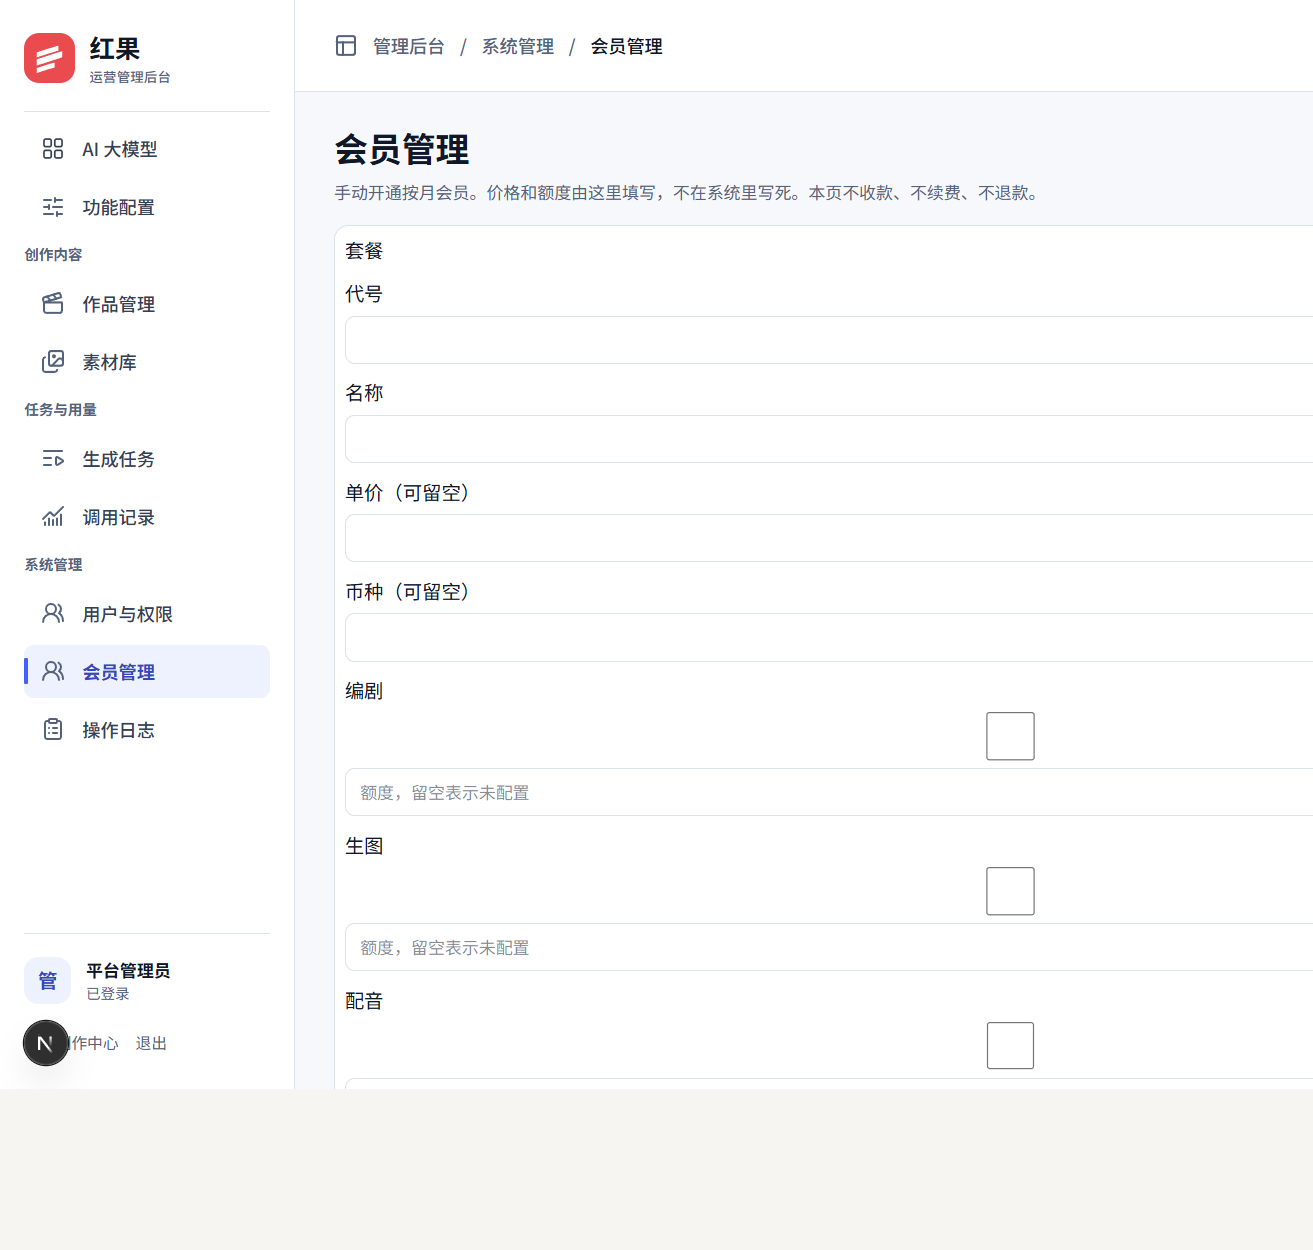 红果
运营管理后台
AI 大模型
功能配置
创作内容
作品管理
素材库
任务与用量
生成任务
调用记录
系统管理
用户与权限
会员管理
操作日志
管
平台管理员
已登录
N
作中心 退出
管理后台 / 系统管理 / 会员管理
会员管理
手动开通按月会员。价格和额度由这里填写，不在系统里写死。本页不收款、不续费、不退款。
套餐
代号
名称
单价（可留空）
币种（可留空）
编剧
额度，留空表示未配置
生图
额度，留空表示未配置
配音